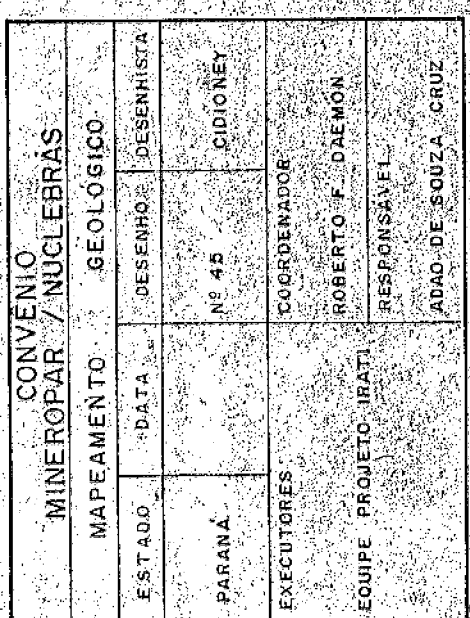 CONVENIO
MINEROPAR / NUCLEBRÁS
MAPEAMENTO GEOLÓGICO
ESTADO DATA DESENHO DESENHISTA
PARANÁ Nº 45 CIDIONEY
EXECUTORES
EQUIPE PROJETO IRATI
COORDENADOR
ROBERTO F. DAEMON
RESPONSÁVEL
ADAO DE SOUZA CRUZ